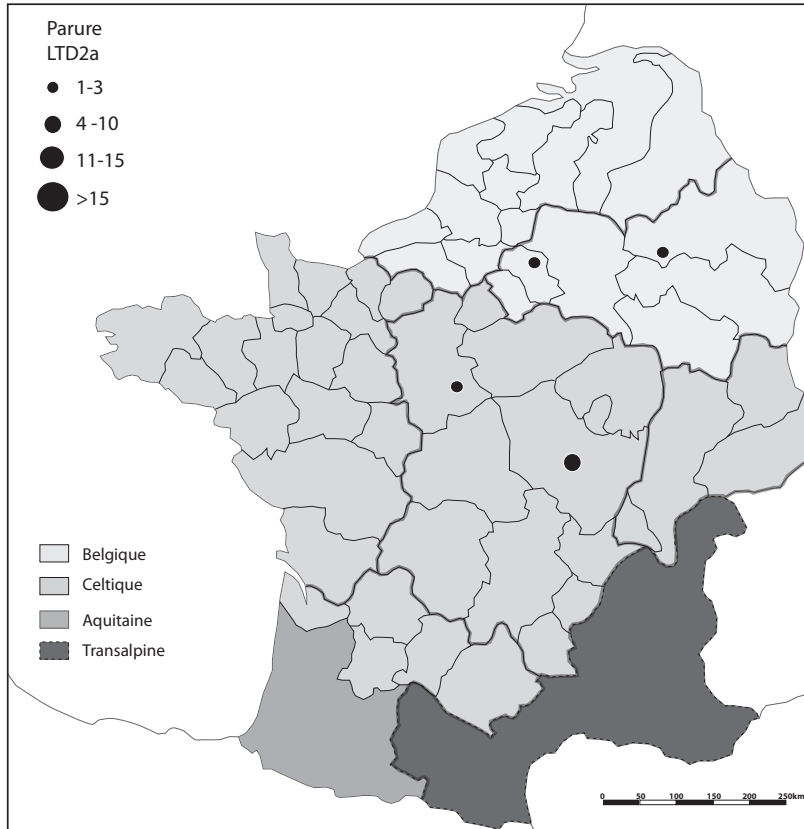 Parure
LTD2a
1-3
4 -10
11-15
>15
Belgique
Celtique
Aquitaine
Transalpine
0 50 100 150 200 250km